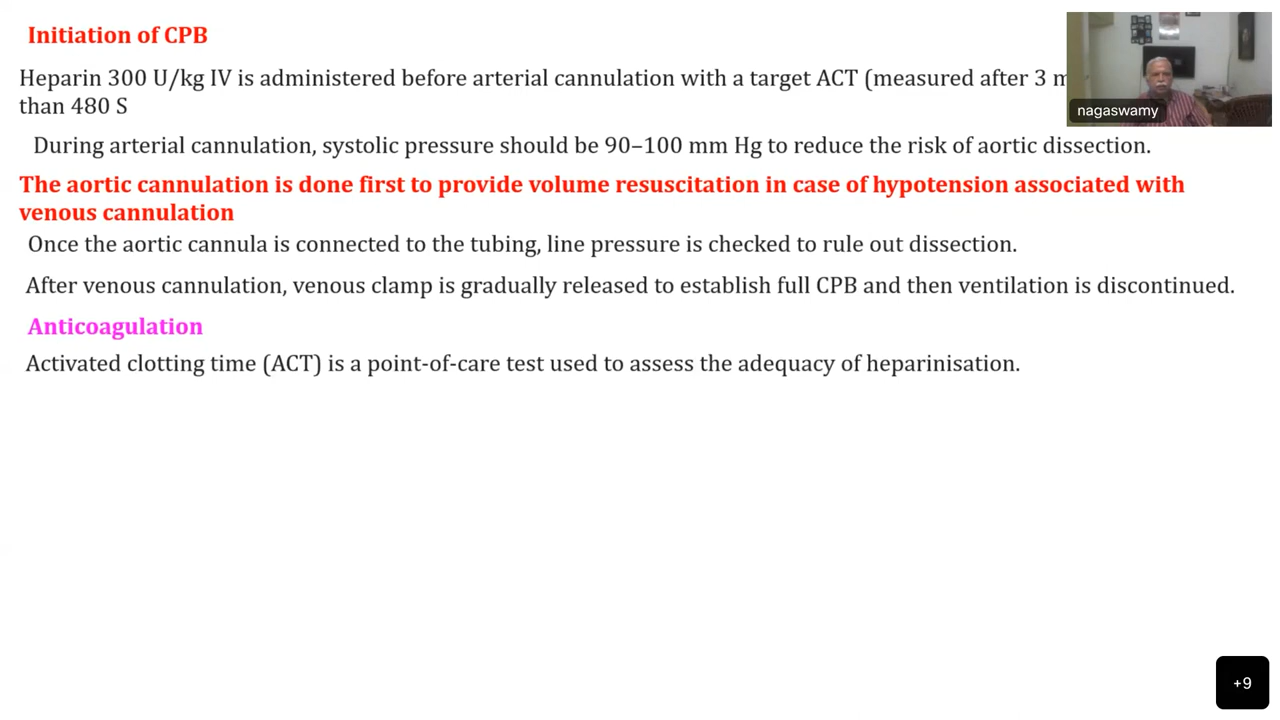 Initiation of CPB
Heparin 300 U/kg IV is administered before arterial cannulation with a target ACT (measured after 3
than 480 S
During arterial cannulation, systolic pressure should be 90–100 mm Hg to reduce the risk of aortic dissection.
The aortic cannulation is done first to provide volume resuscitation in case of hypotension associated with
venous cannulation
Once the aortic cannula is connected to the tubing, line pressure is checked to rule out dissection.
After venous cannulation, venous clamp is gradually released to establish full CPB and then ventilation is discontinued.
Anticoagulation
Activated clotting time (ACT) is a point-of-care test used to assess the adequacy of heparinisation.
nagaswamy
+9